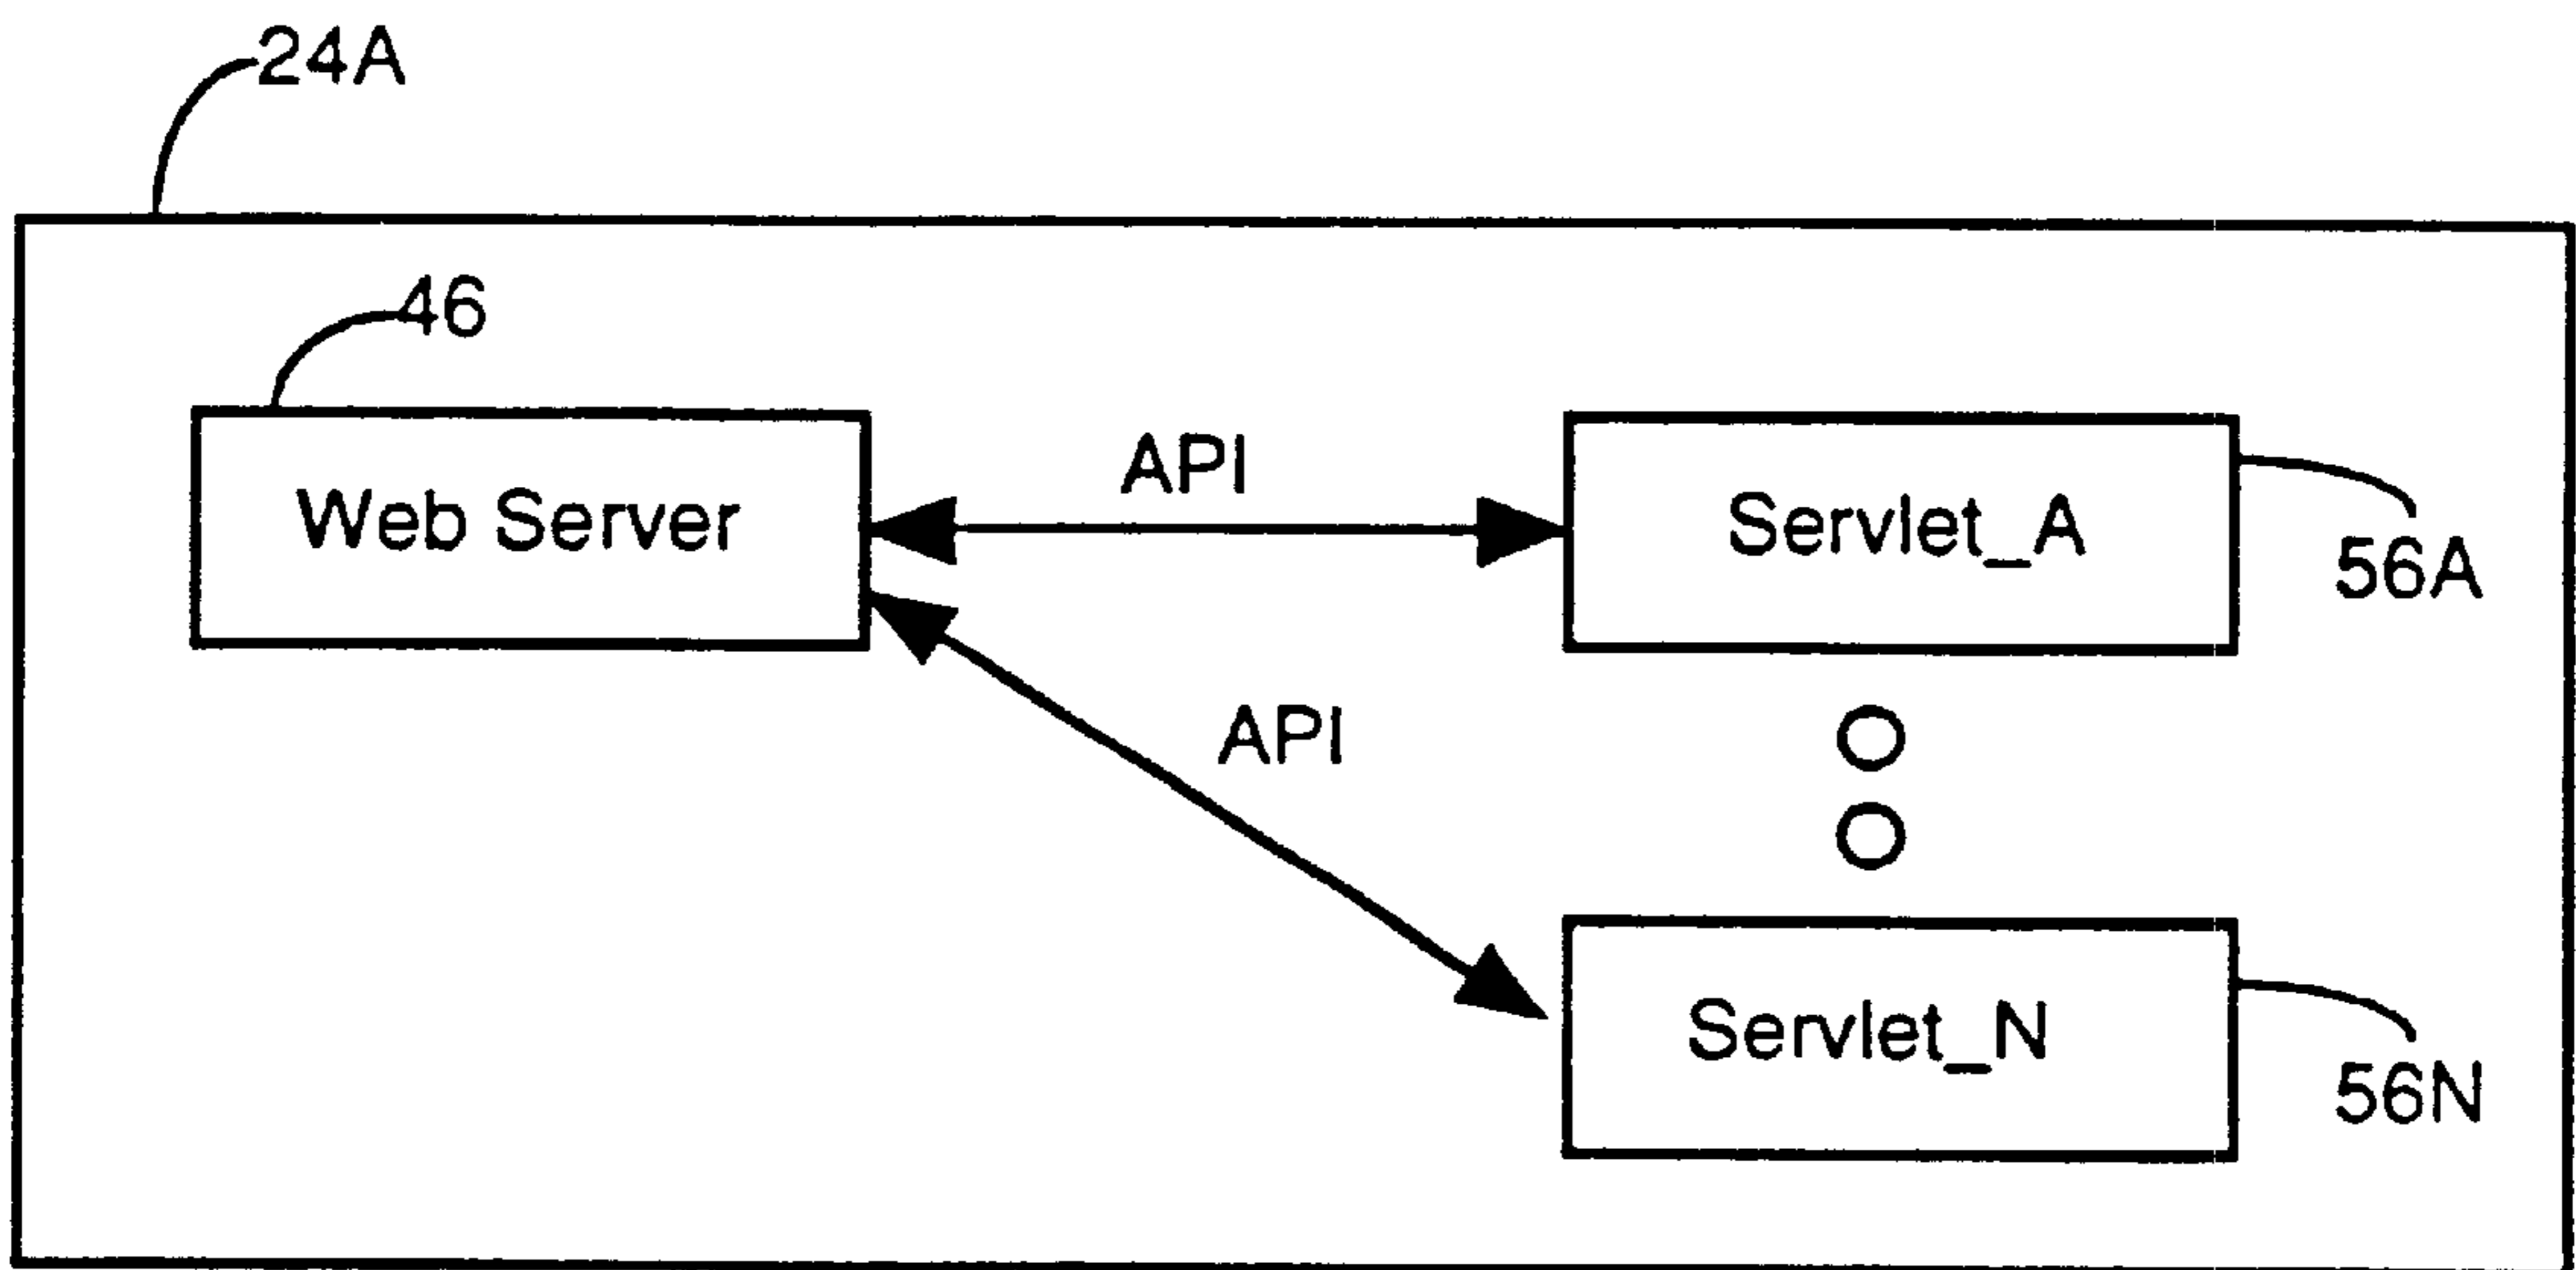 24A
46
API
Web Server
Servlet_A
56A
API
Servlet_N
56N